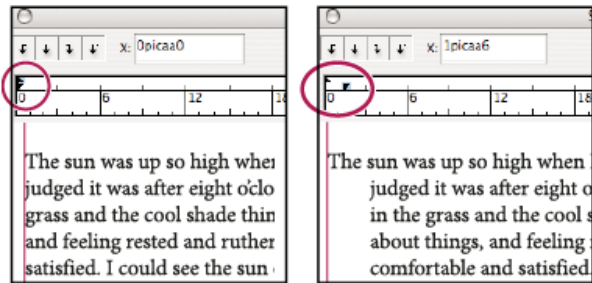 X: 0picaa0
0 6 12 18
The sun was up so high when
judged it was after eight o'clo
grass and the cool shade thin
and feeling rested and ruther
satisfied. I could see the sun
X: 1picaa6
0 6 12 18
The sun was up so high when
judged it was after eight o
in the grass and the cool s
about things, and feeling
comfortable and satisfied.